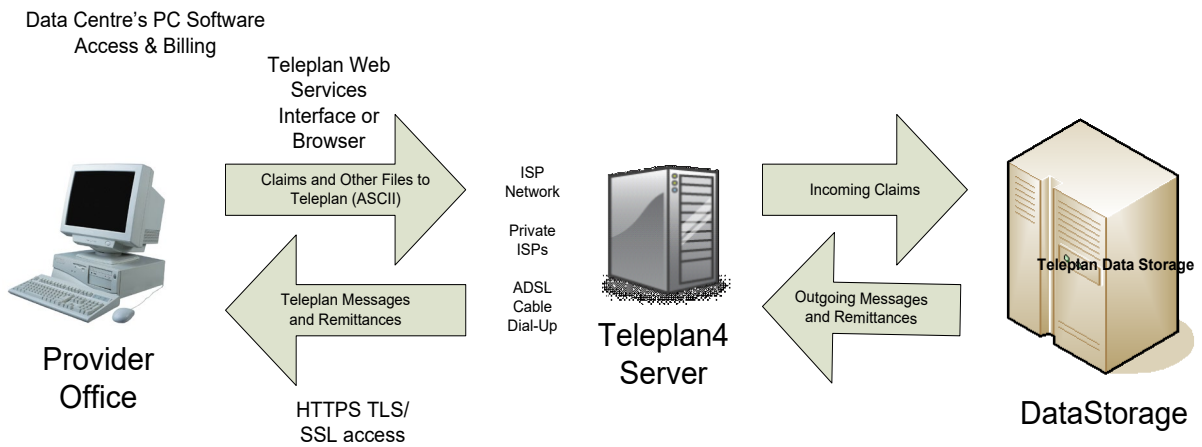 Data Centre's PC Software
Access & Billing
Teleplan Web
Services
Interface or
Browser
Claims and Other Files to
Teleplan (ASCII)
Teleplan Messages
and Remittances
HTTPS TLS/
SSL access
Provider
Office
ISP
Network
Private
ISPs
ADSL
Cable
Dial-Up
Teleplan4
Server
Incoming Claims
Outgoing Messages
and Remittances
Teleplan Data Storage
DataStorage